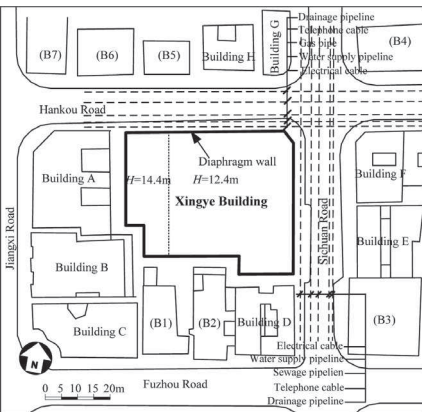 Drainage pipeline
Telephone cable
Gas pipe
Water supply pipeline
Electrical cable
(B7)
(B6)
(B5)
Building H
Building G
(B4)
Hankou Road
Diaphragm wall
H=14.4m
H=12.4m
Xingye Building
Building A
Building F
Jiangxi Road
Sichuan Road
Building E
Building B
Building C
(B1)
(B2)
Building D
(B3)
Electrical cable
Water supply pipeline
Sewage pipelien
Telephone cable
Drainage pipeline
N
Fuzhou Road
0 5 10 15 20m